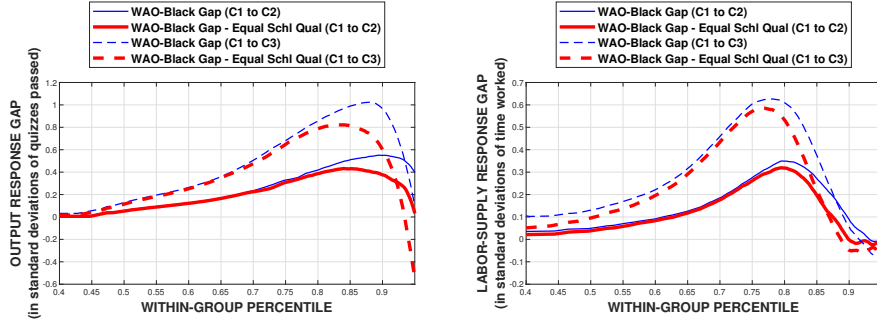 WAO-Black Gap (C1 to C2)
WAO-Black Gap - Equal Schl Qual (C1 to C2)
WAO-Black Gap (C1 to C3)
WAO-Black Gap - Equal Schl Qual (C1 to C3)
OUTPUT RESPONSE GAP
(in standard deviations of quizzes passed)
1.2
1
0.8
0.6
0.4
0.2
0
-0.2
-0.4
-0.6
0.4 0.45 0.5 0.55 0.6 0.65 0.7 0.75 0.8 0.85 0.9
WITHIN-GROUP PERCENTILE
WAO-Black Gap (C1 to C2)
WAO-Black Gap - Equal Schl Qual (C1 to C2)
WAO-Black Gap (C1 to C3)
WAO-Black Gap - Equal Schl Qual (C1 to C3)
LABOR-SUPPLY RESPONSE GAP
(in standard deviations of time worked)
0.7
0.6
0.5
0.4
0.3
0.2
0.1
0
-0.1
-0.2
0.4 0.45 0.5 0.55 0.6 0.65 0.7 0.75 0.8 0.85 0.9
WITHIN-GROUP PERCENTILE